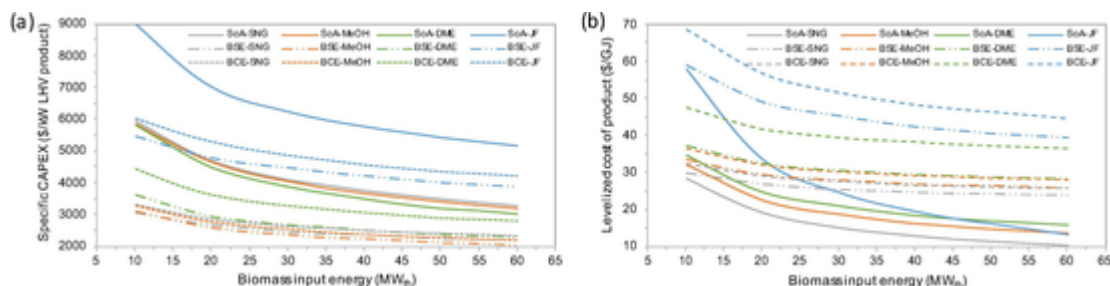 (a)
Specific CAPEX ($/kW LHV product)
9000
8000
7000
6000
5000
4000
3000
2000
SoA-SNG SoA-MeOH SoA-DME SoA-JF
BSE-SNG BSE-MeOH BSE-DME BSE-JF
BCE-SNG BCE-MeOH BCE-DME BCE-JF
5 10 15 20 25 30 35 40 45 50 55 60 65
Biomass input energy (MWth)
(b)
Levelized cost of product ($/GJ)
70
60
50
40
30
20
10
SoA-SNG SoA-MeOH SoA-DME SoA-JF
BSE-SNG BSE-MeOH BSE-DME BSE-JF
BCE-SNG BCE-MeOH BCE-DME BCE-JF
5 10 15 20 25 30 35 40 45 50 55 60 65
Biomass input energy (MWth)